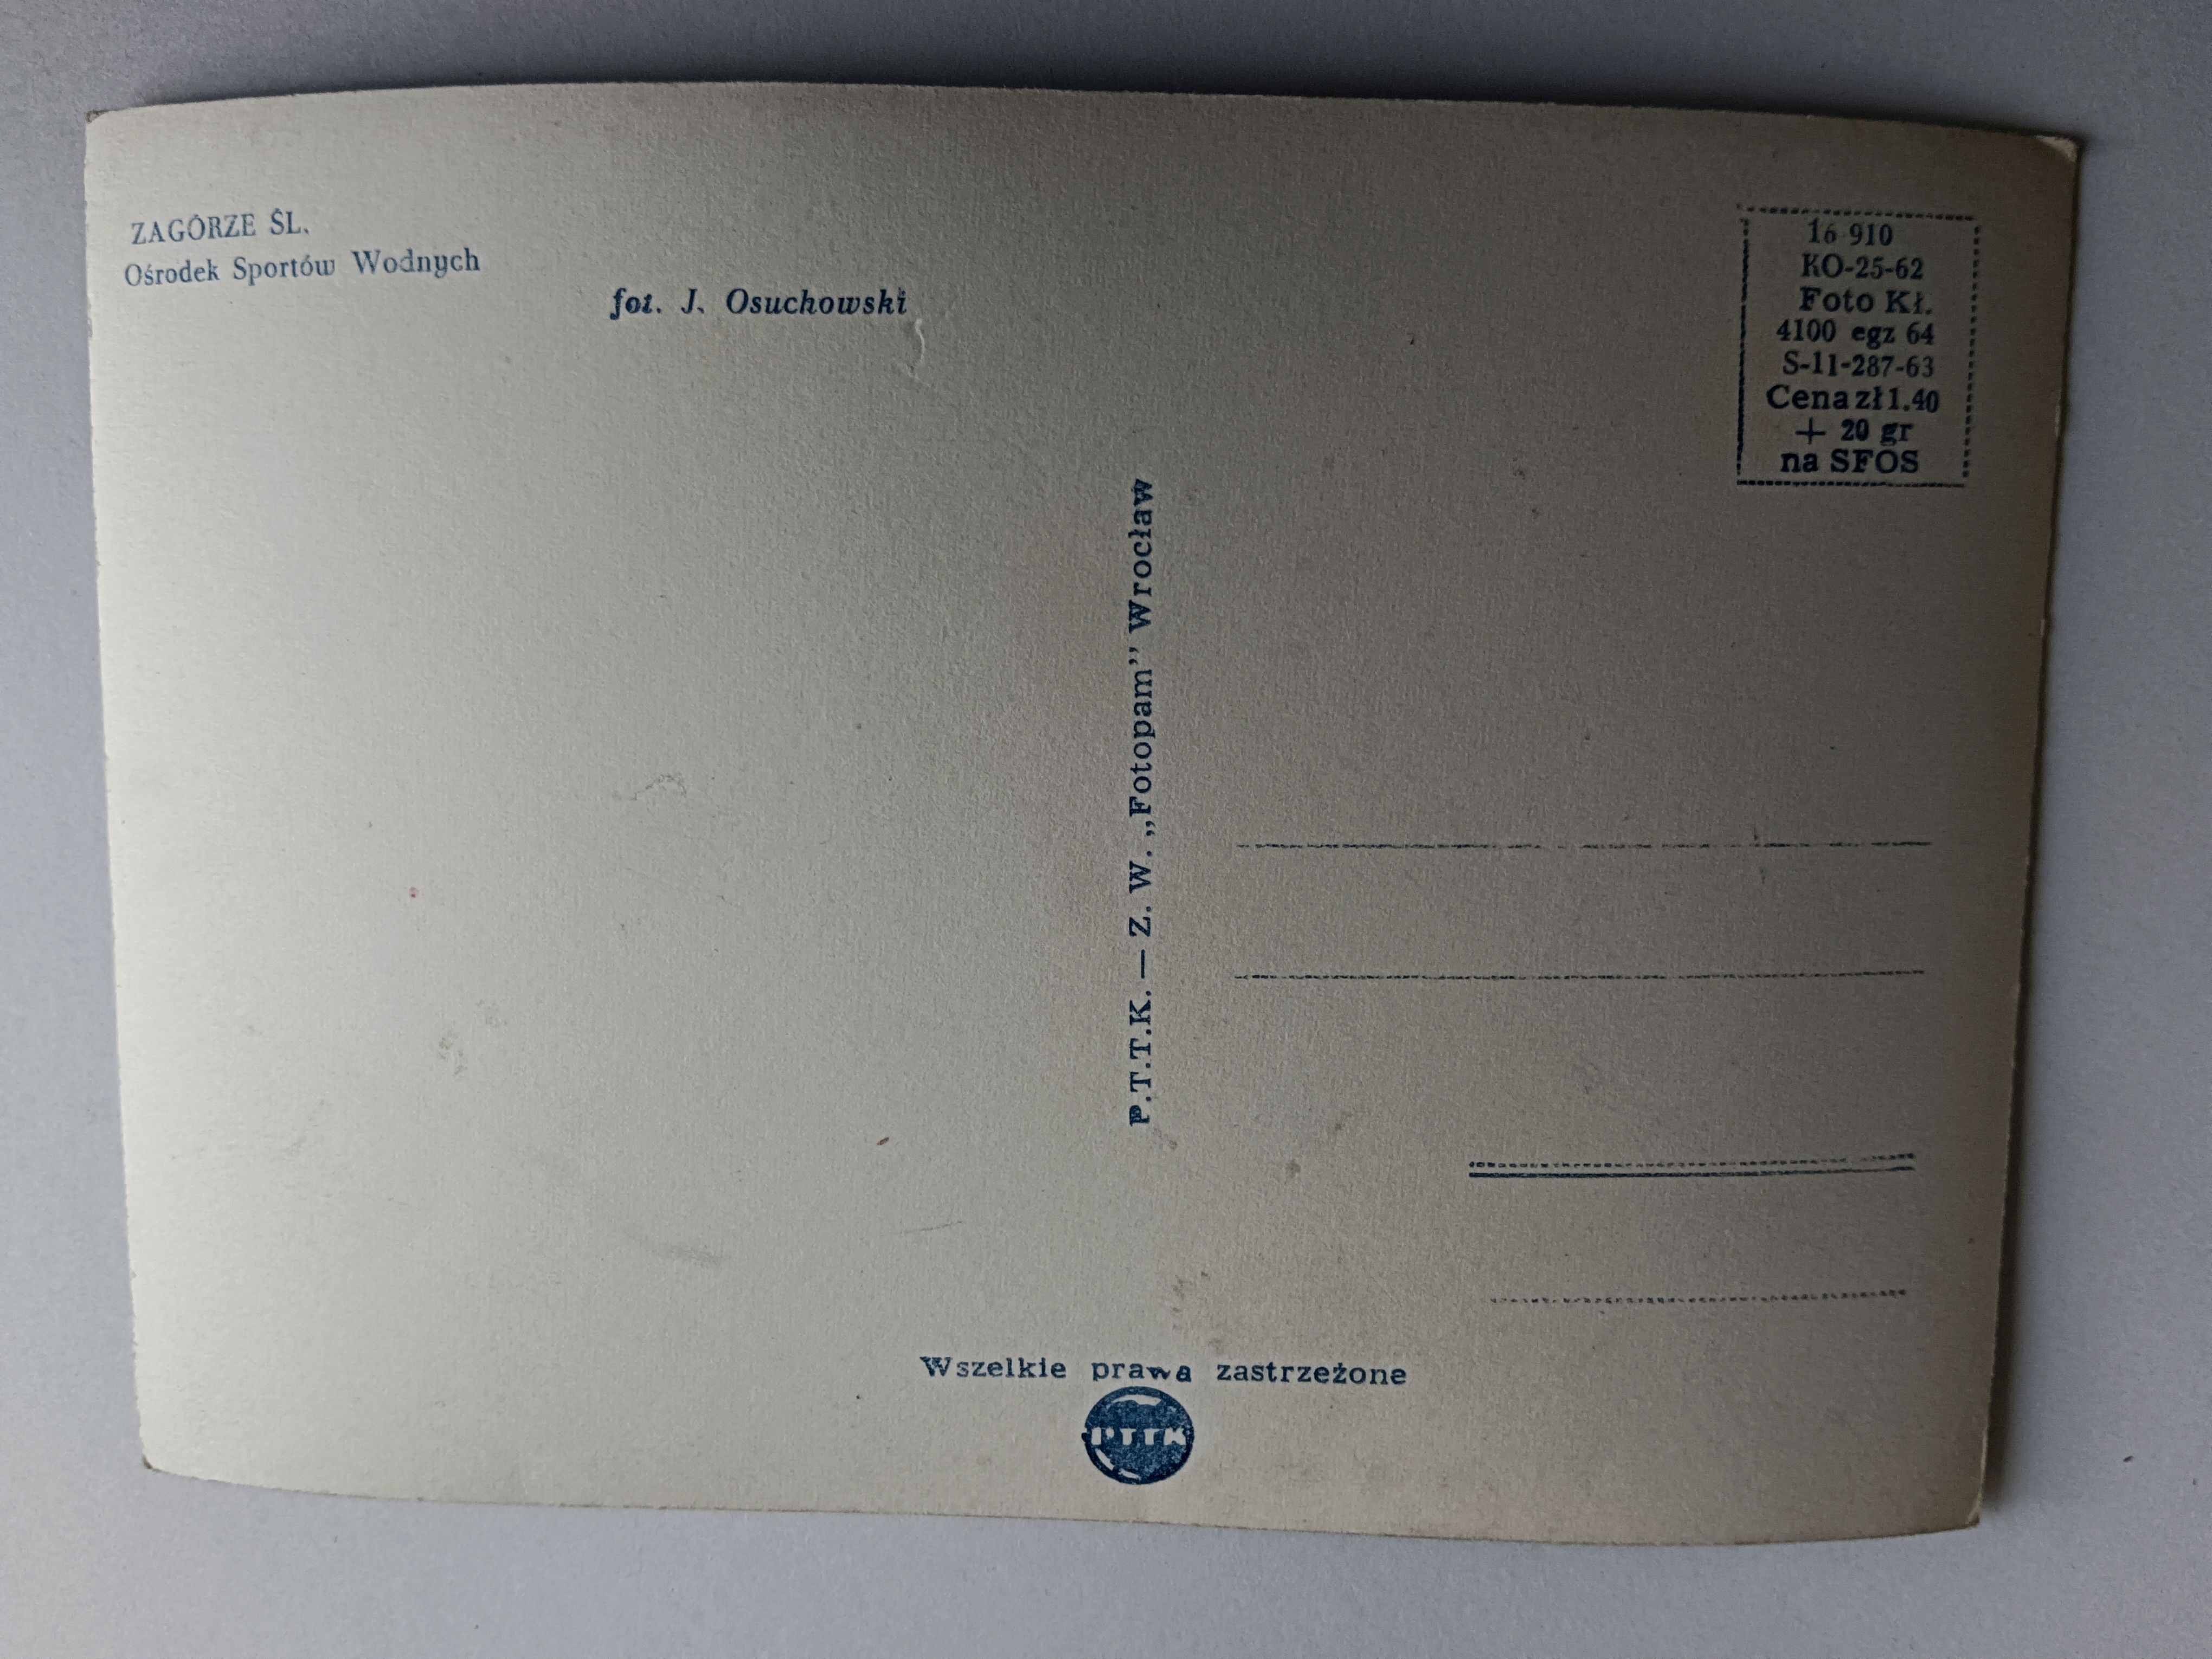 ZAGÓRZE ŚL.
Ośrodek Sportów Wodnych
fot. J. Osuchowski
16 910
KO-25-62
Foto Kł.
4100 egz 64
S-11-287-63
Cena zł 1.40
+ 20 gr
na SFOS
P.T.T.K. — Z. W. „Fotopam” Wrocław
Wszelkie prawa zastrzeżone
PTTK